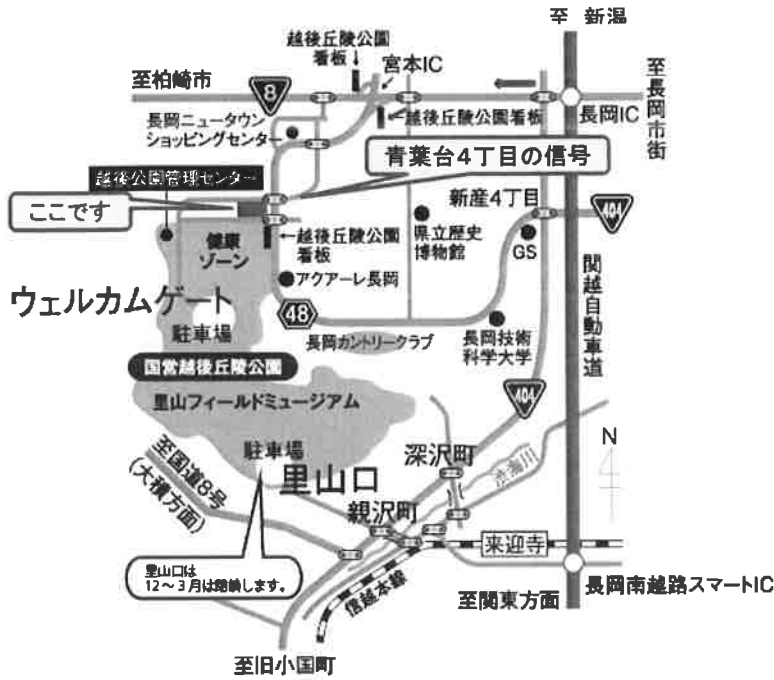 至 新潟
越後丘陵公園
看板
宮本IC
至柏崎市
8
長岡IC
至長岡市街
長岡ニュータウン
ショッピングセンター
越後丘陵公園看板
青葉台4丁目の信号
越後公園管理センター
ここです
新産4丁目
404
健康
ゾーン
越後丘陵公園
看板
県立歴史
博物館
GS
アクアーレ長岡
関越自動車道
ウェルカムゲート
駐車場
48
長岡カントリークラブ
長岡技術
科学大学
国営越後丘陵公園
里山フィールドミュージアム
404
駐車場
里山口
深沢町
渋海川
N
至国道8号
(大積方面)
親沢町
来迎寺
里山口は
12～3月は閉鎖します。
信越本線
至関東方面
長岡南越路スマートIC
至旧小国町